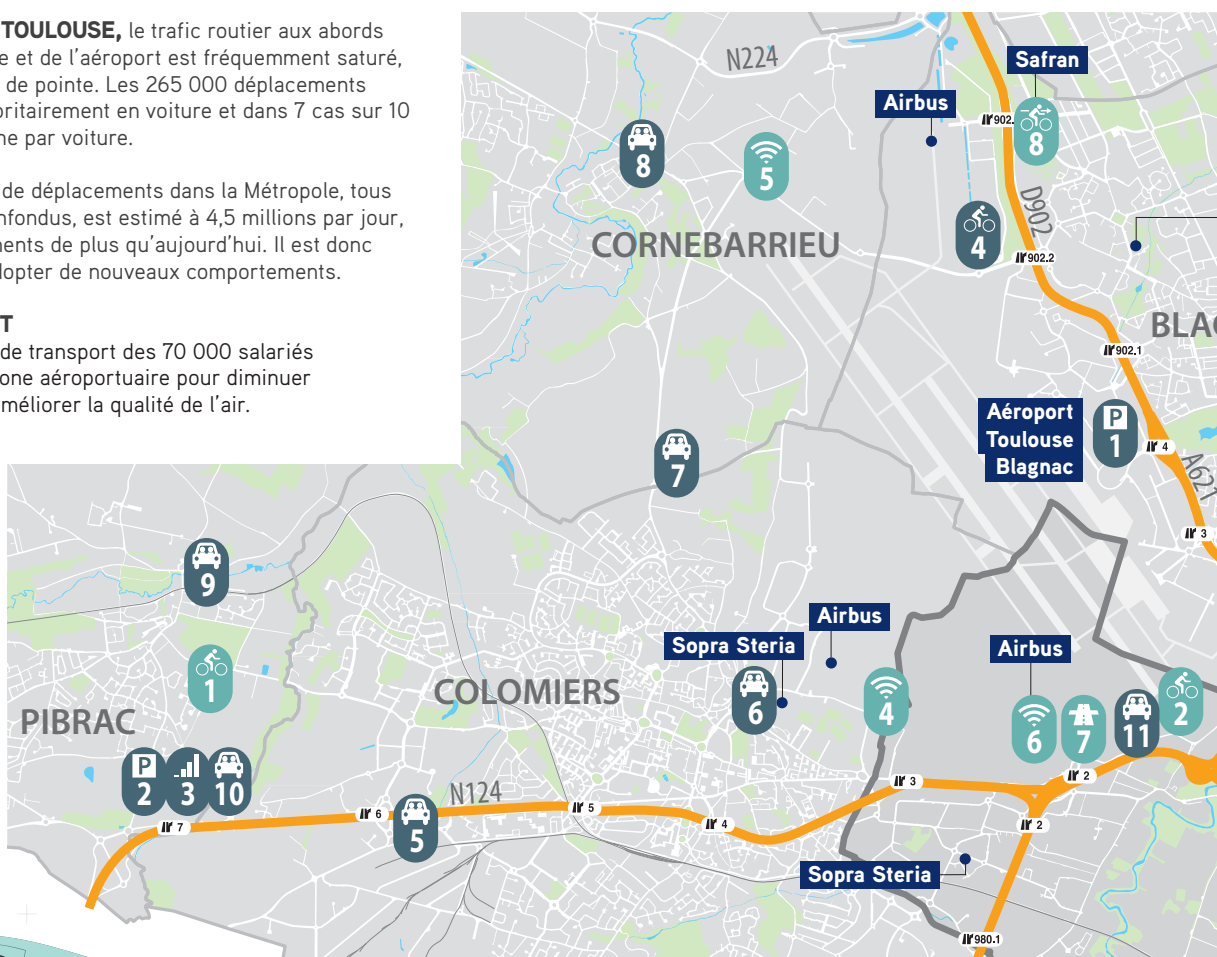 TOULOUSE, le trafic routier aux abords
e et de l'aéroport est fréquemment saturé,
de pointe. Les 265 000 déplacements
oritairement en voiture et dans 7 cas sur 10
ne par voiture.
de déplacements dans la Métropole, tous
nfondus, est estimé à 4,5 millions par jour,
ments de plus qu'aujourd'hui. Il est donc
dopter de nouveaux comportements.
T
de transport des 70 000 salariés
one aéroportuaire pour diminuer
améliorer la qualité de l'air.
N224
Safran
Airbus
902.
8
8
5
D902
CORNEBARRIEU
4
902.2
BLAG
902.1
Aéroport
Toulouse
Blagnac
P
1
4
A621
7
3
9
Airbus
Sopra Steria
Airbus
1
COLOMIERS
6
4
2
PIBRAC
6
7
11
P
2
3
10
N124
3
2
7
6
5
5
4
2
Sopra Steria
980.1